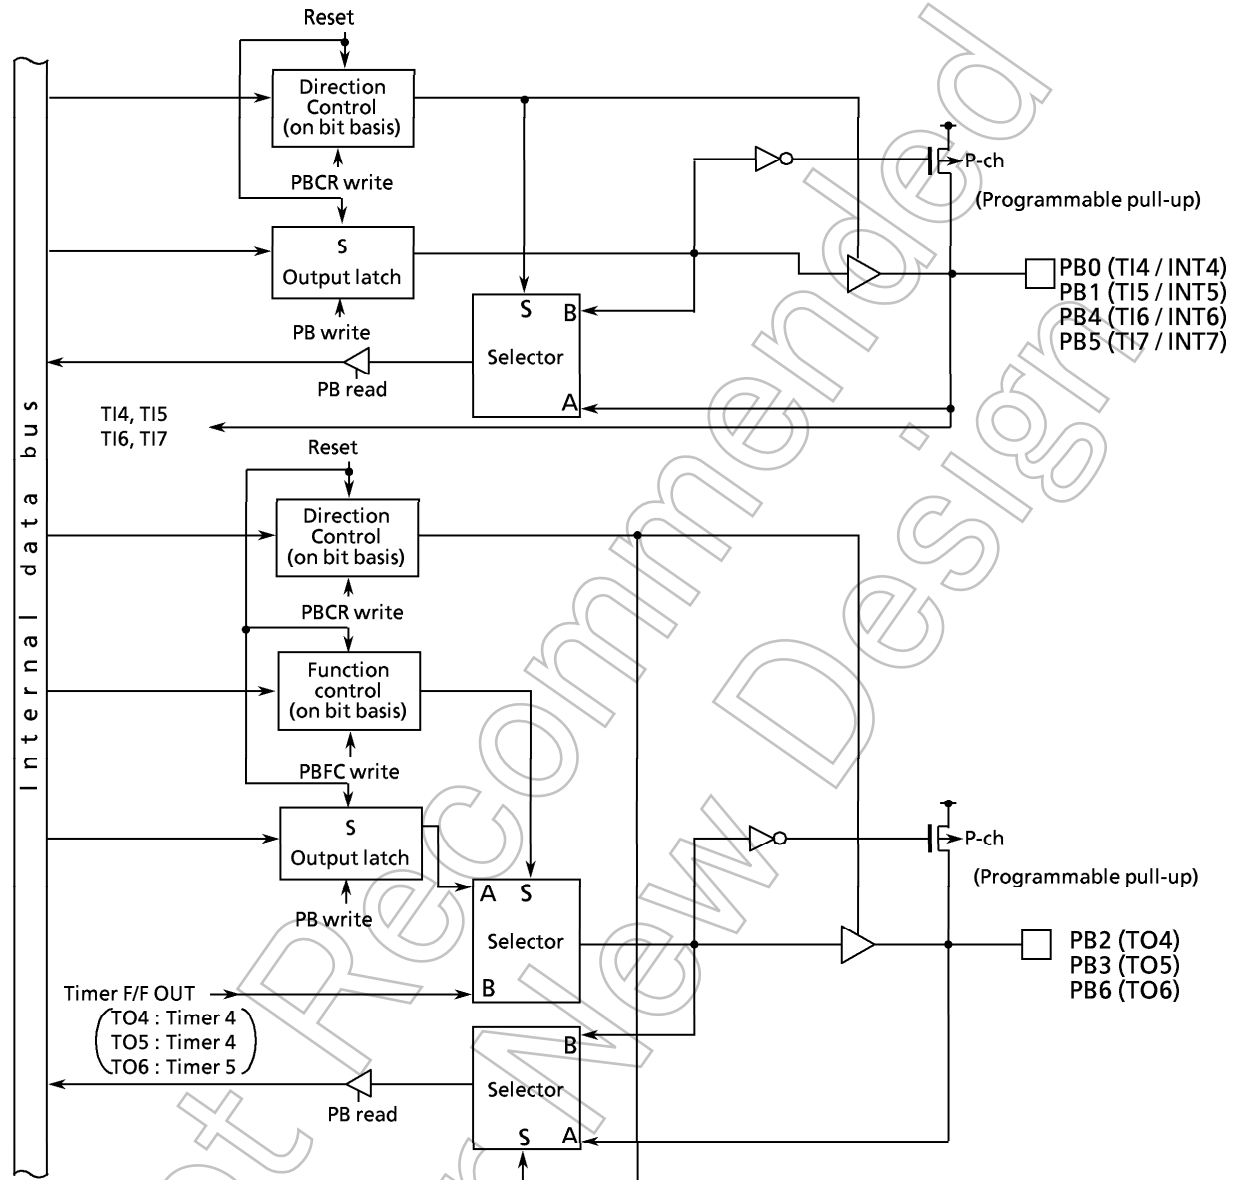 Reset
Direction
Control
(on bit basis)
PBCR write
S
Output latch
PB write
P-ch
(Programmable pull-up)
PB0 (TI4 / INT4)
PB1 (TI5 / INT5)
PB4 (TI6 / INT6)
PB5 (TI7 / INT7)
S
B
Selector
A
PB read
TI4, TI5
TI6, TI7
Internal data bus
Reset
Direction
Control
(on bit basis)
PBCR write
Function
control
(on bit basis)
PBFC write
S
Output latch
PB write
A
S
Selector
B
P-ch
(Programmable pull-up)
PB2 (TO4)
PB3 (TO5)
PB6 (TO6)
Timer F/F OUT
(TO4 : Timer 4
TO5 : Timer 4
TO6 : Timer 5)
B
Selector
S
A
PB read
Recommended
New Design